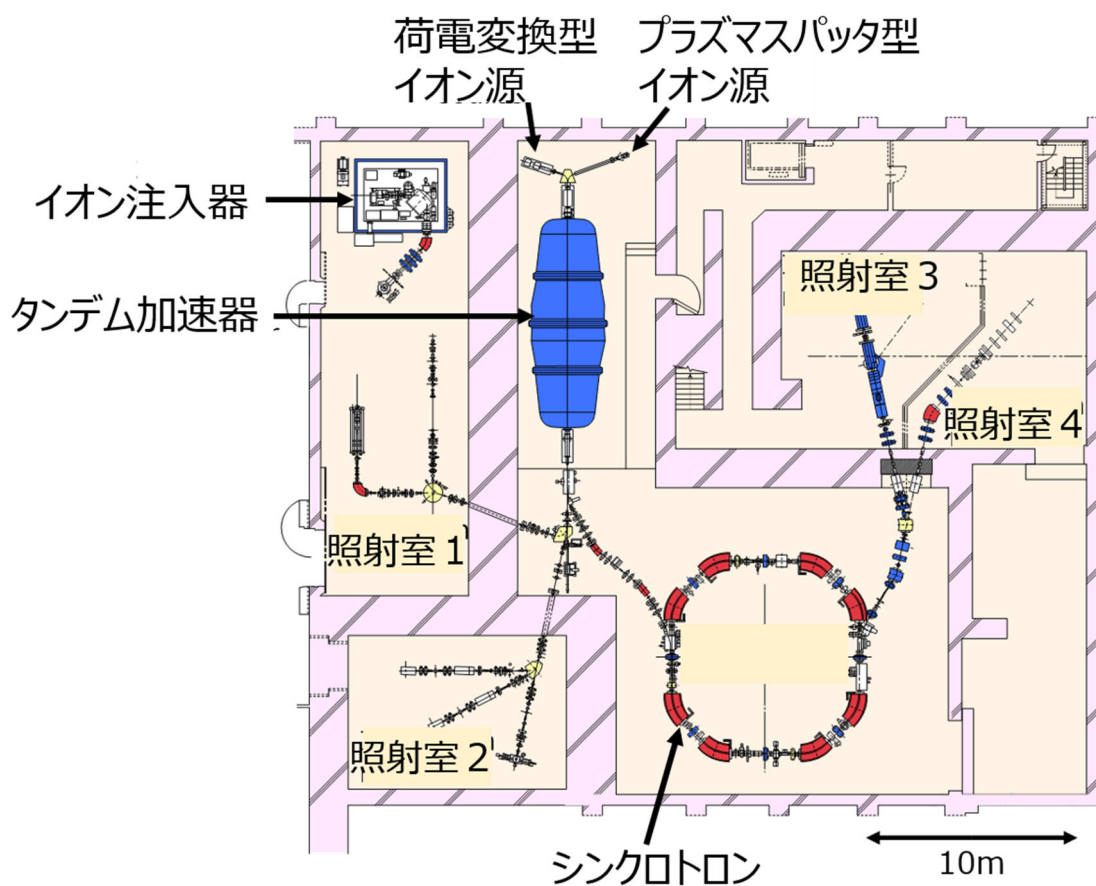 荷電変換型
イオン源
プラズマスパッタ型
イオン源
イオン注入器
タンデム加速器
照射室３
照射室４
照射室１
照射室２
シンクロトロン
10m